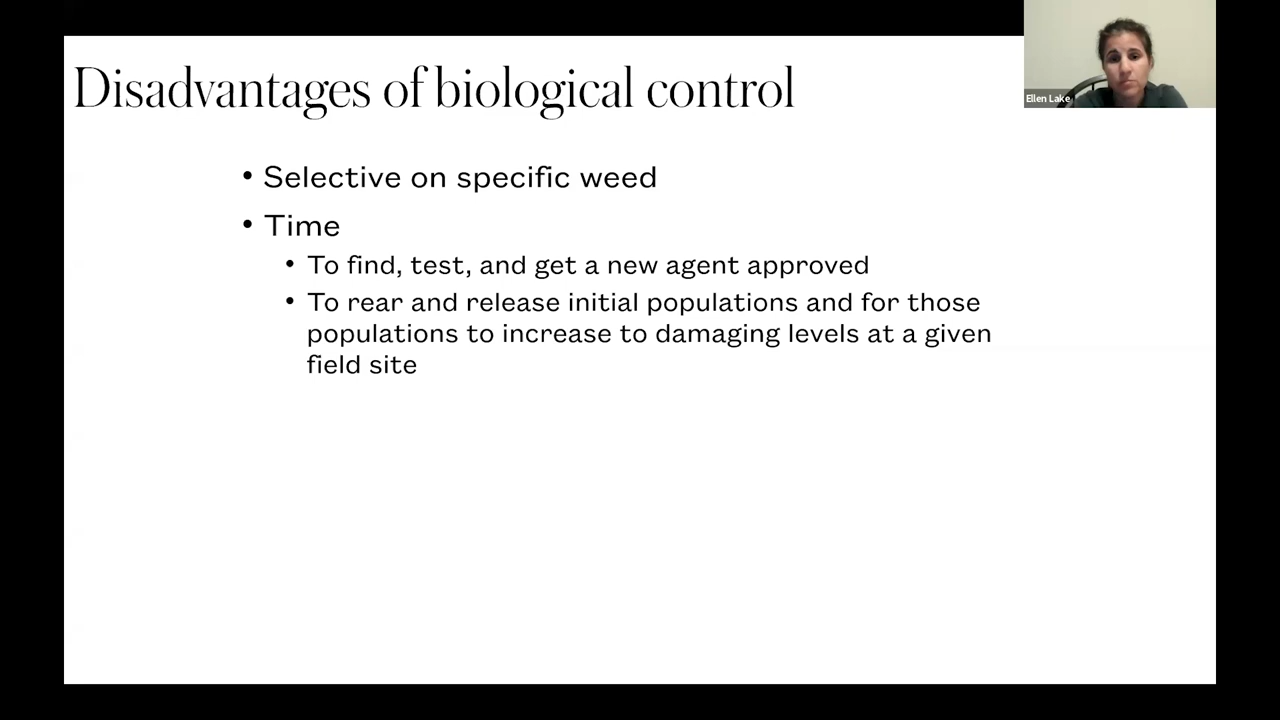 Disadvantages of biological control
Ellen Lake
• Selective on specific weed
• Time
• To find, test, and get a new agent approved
• To rear and release initial populations and for those
populations to increase to damaging levels at a given
field site